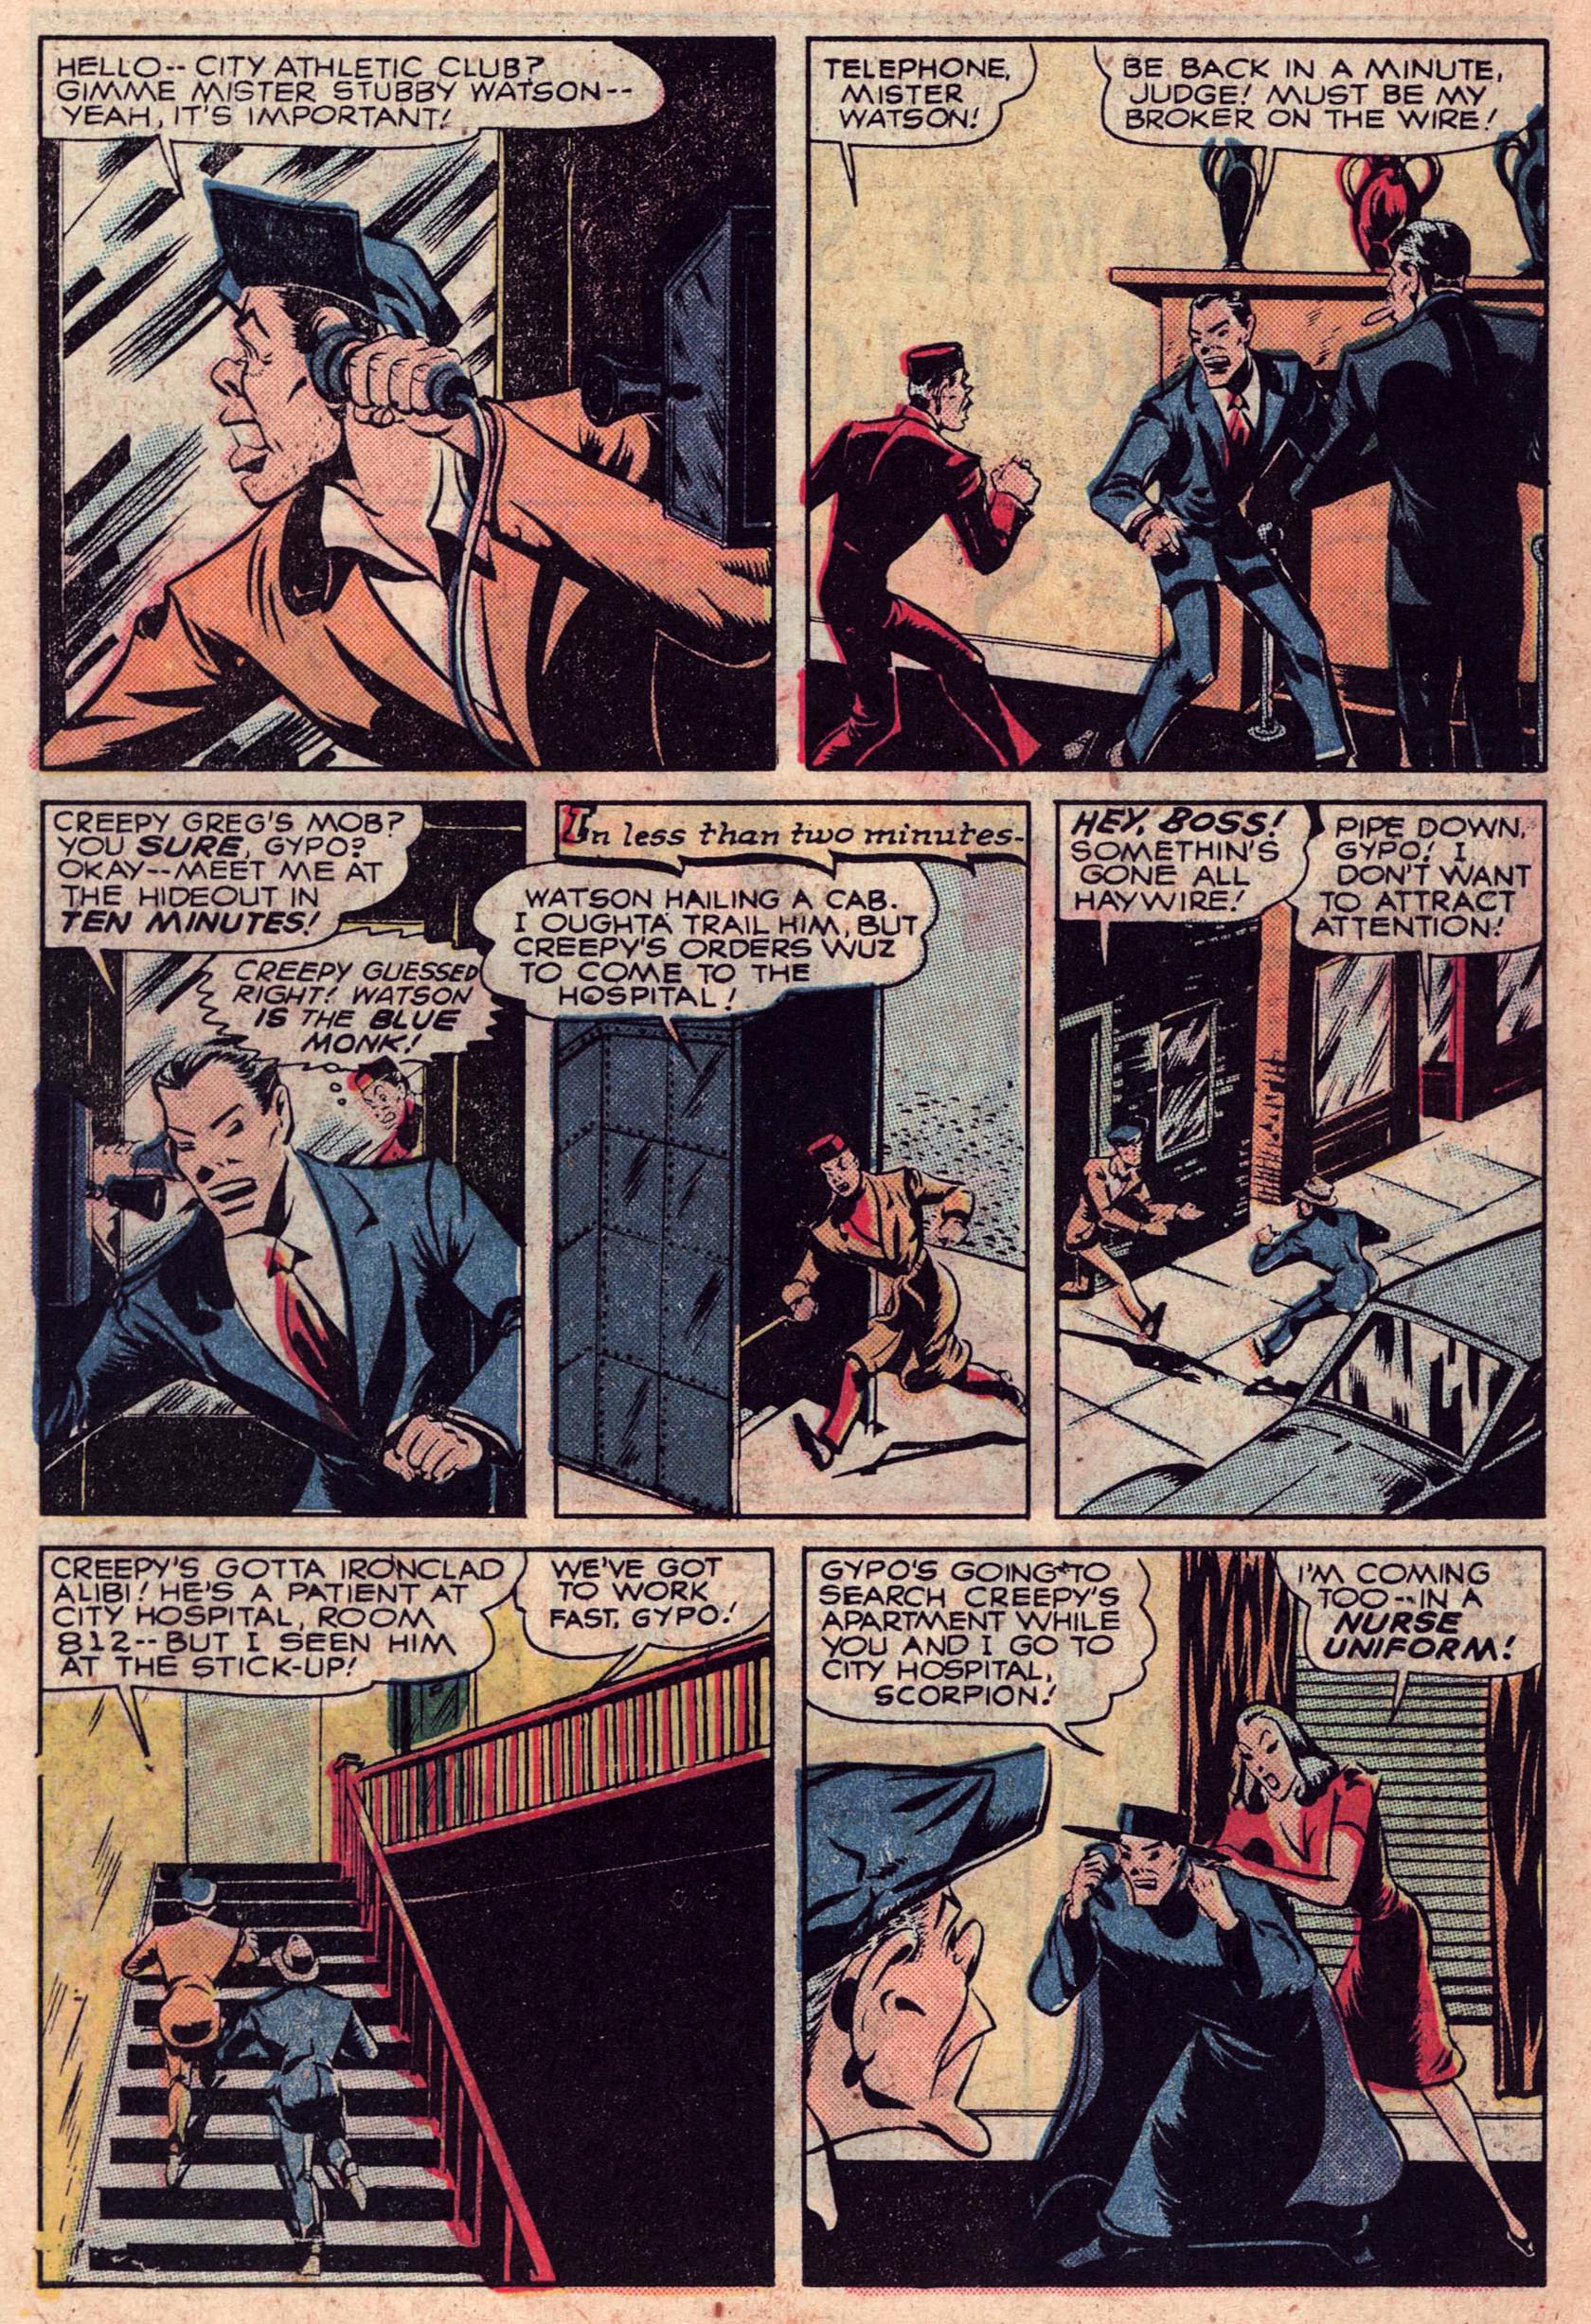 HELLO-- CITY ATHLETIC CLUB?
GIMME MISTER STUBBY WATSON--
YEAH, IT'S IMPORTANT!
TELEPHONE,
MISTER
WATSON!
BE BACK IN A MINUTE,
JUDGE! MUST BE MY
BROKER ON THE WIRE!
CREEPY GREG'S MOB?
YOU SURE, GYPO?
OKAY--MEET ME AT
THE HIDEOUT IN
TEN MINUTES!
CREEPY GUESSED
RIGHT! WATSON
IS THE BLUE
MONK!
In less than two minutes-
WATSON HAILING A CAB.
I OUGHTA TRAIL HIM, BUT
CREEPY'S ORDERS WUZ
TO COME TO THE
HOSPITAL!
HEY, BOSS!
SOMETHIN'S
GONE ALL
HAYWIRE!
PIPE DOWN,
GYPO! I
DON'T WANT
TO ATTRACT
ATTENTION!
CREEPY'S GOTTA IRONCLAD
ALIBI! HE'S A PATIENT AT
CITY HOSPITAL, ROOM
812--BUT I SEEN HIM
AT THE STICK-UP!
WE'VE GOT
TO WORK
FAST, GYPO!
GYPO'S GOING TO
SEARCH CREEPY'S
APARTMENT WHILE
YOU AND I GO TO
CITY HOSPITAL,
SCORPION!
I'M COMING
TOO--IN A
NURSE
UNIFORM!